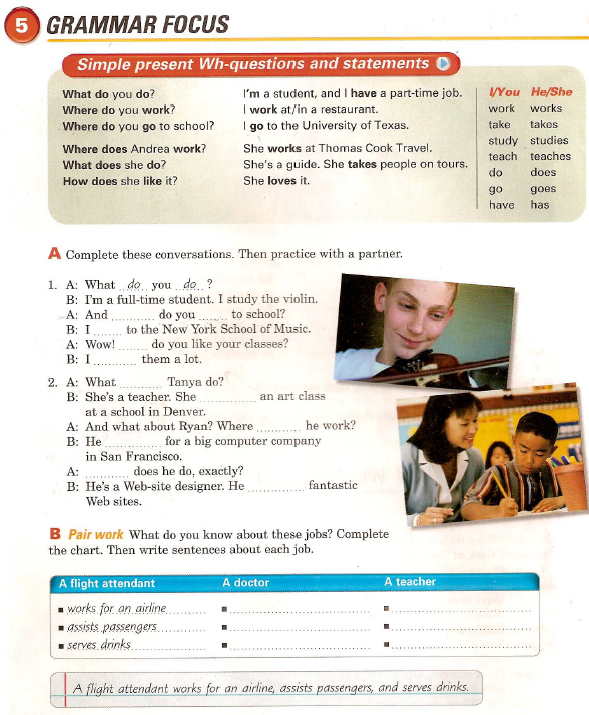 5 GRAMMAR FOCUS
Simple present Wh-questions and statements
What do you do? I'm a student, and I have a part-time job.
Where do you work? I work at/in a restaurant.
Where do you go to school? I go to the University of Texas.
Where does Andrea work? She works at Thomas Cook Travel.
What does she do? She's a guide. She takes people on tours.
How does she like it? She loves it.
I/You He/She
work works
take takes
study studies
teach teaches
do does
go goes
have has
A Complete these conversations. Then practice with a partner.
1. A: What ..do.. you ..do..?
B: I'm a full-time student. I study the violin.
A: And ............ do you ........ to school?
B: I ........ to the New York School of Music.
A: Wow! ........ do you like your classes?
B: I ............ them a lot.
2. A: What ............ Tanya do?
B: She's a teacher. She ................ an art class
at a school in Denver.
A: And what about Ryan? Where ............ he work?
B: He ............... for a big computer company
in San Francisco.
A: ............ does he do, exactly?
B: He's a Web-site designer. He ................ fantastic
Web sites.
B Pair work What do you know about these jobs? Complete
the chart. Then write sentences about each job.
A flight attendant A doctor A teacher
works for an airline
assists passengers
serves drinks
A flight attendant works for an airline, assists passengers, and serves drinks.